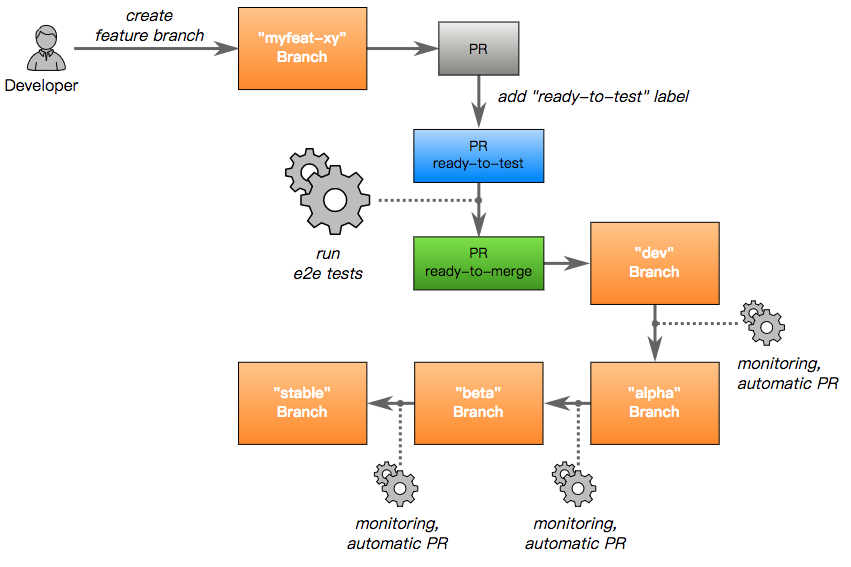 create
feature branch
Developer
"myfeat-xy"
Branch
PR
add "ready-to-test" label
PR
ready-to-test
run
e2e tests
PR
ready-to-merge
"dev"
Branch
monitoring,
automatic PR
"alpha"
Branch
"beta"
Branch
"stable"
Branch
monitoring,
automatic PR
monitoring,
automatic PR